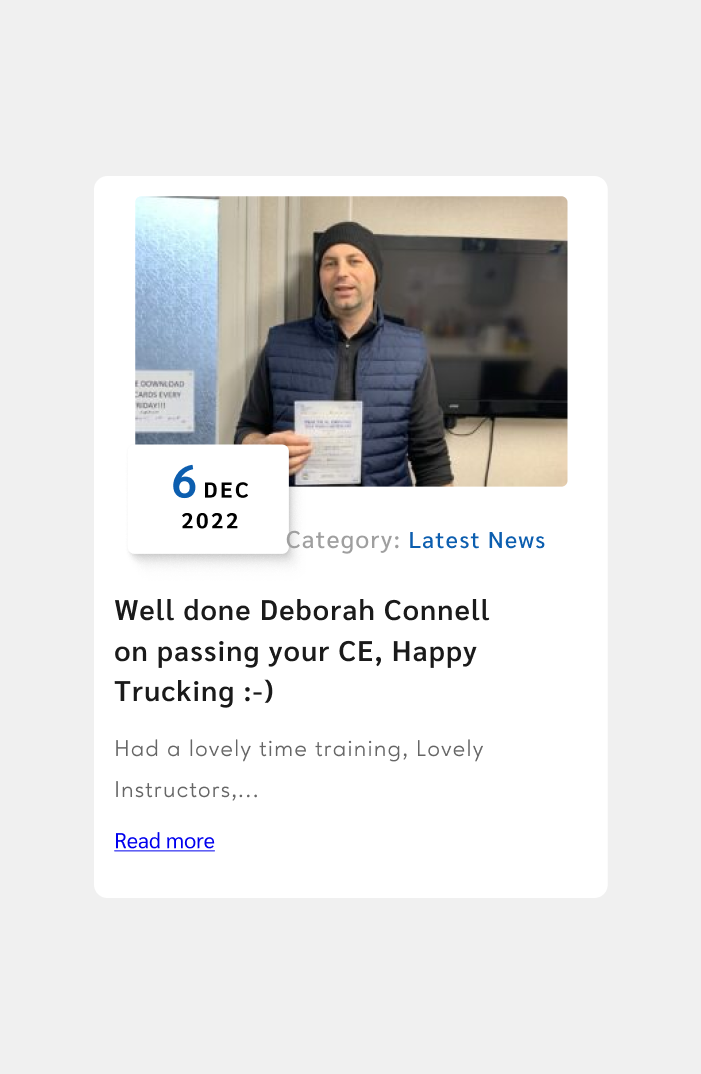 E DOWNLOAD
CARDS EVERY
FRIDAY!!!
6 DEC
2022
Category: Latest News
Well done Deborah Connell
on passing your CE, Happy
Trucking :-)
Had a lovely time training, Lovely
Instructors,...
Read more